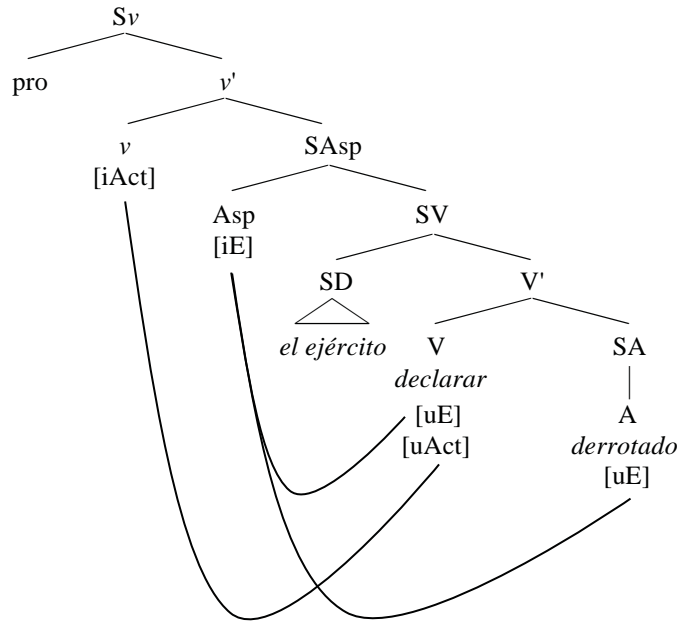 Sv
pro v'
v SAsp
[iAct]
Asp SV
[iE]
SD V'
el ejército V SA
declarar
[uE] A
[uAct] derrotado
[uE]